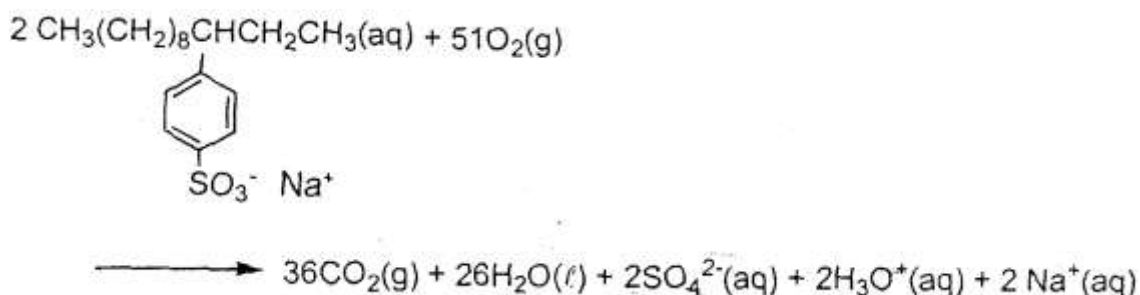 2 CH₃(CH₂)₈CHCH₂CH₃(aq) + 51O₂(g)
SO₃⁻ Na⁺
36CO₂(g) + 26H₂O(ℓ) + 2SO₄²⁻(aq) + 2H₃O⁺(aq) + 2 Na⁺(aq)